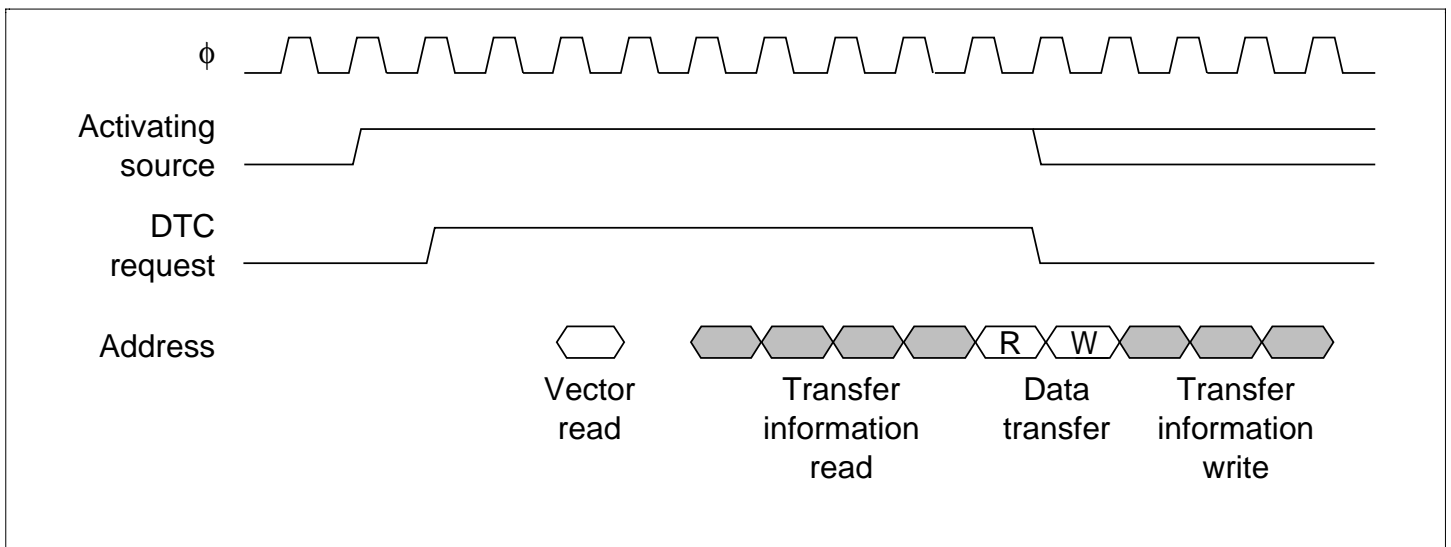 ϕ
Activating
source
DTC
request
Address
R W
Vector
read
Transfer
information
read
Data
transfer
Transfer
information
write